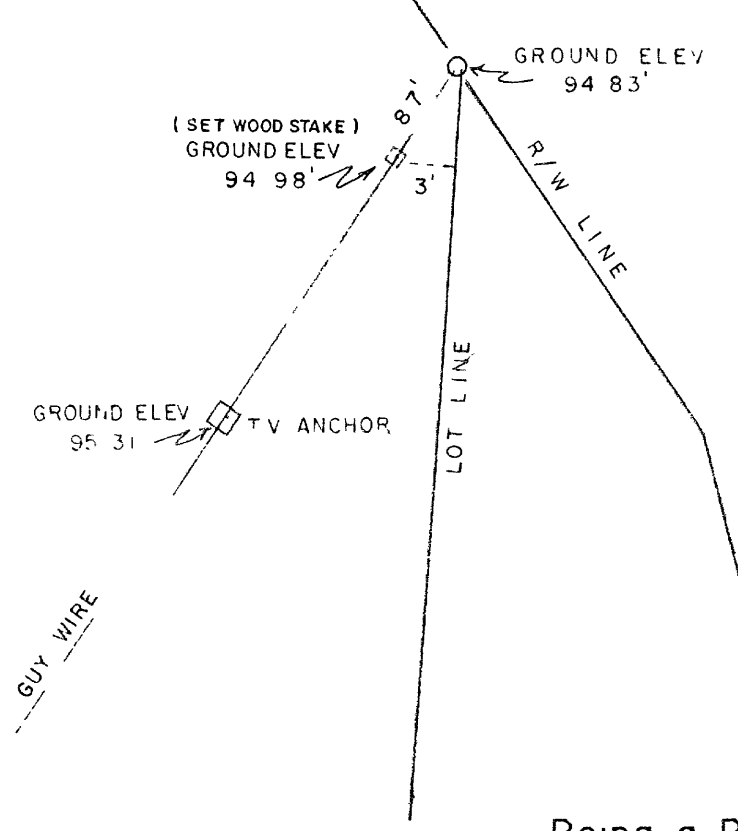 GROUND ELEV
94 83'
87'
( SET WOOD STAKE )
GROUND ELEV
94 98'
3'
R/W LINE
LOT LINE
GROUND ELEV
95 31
TV ANCHOR
GUY WIRE
Being a